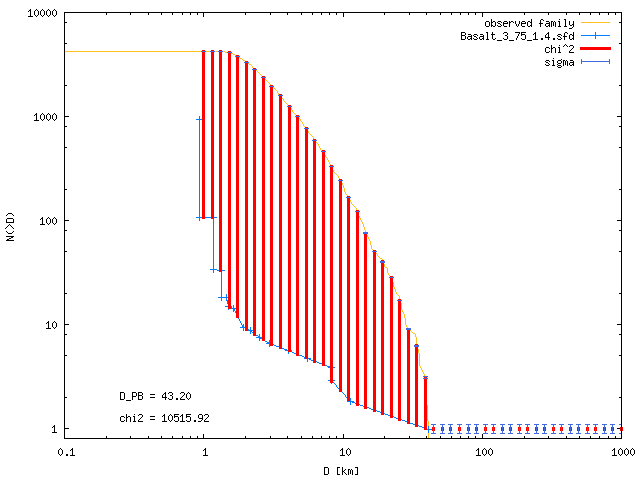 10000
observed family
Basalt_3_75_1.4.sfd
chi^2
sigma
1000
100
10
1
N(>D)
D_PB = 43.20
chi2 = 10515.92
0.1 1 10 100 1000
D [km]